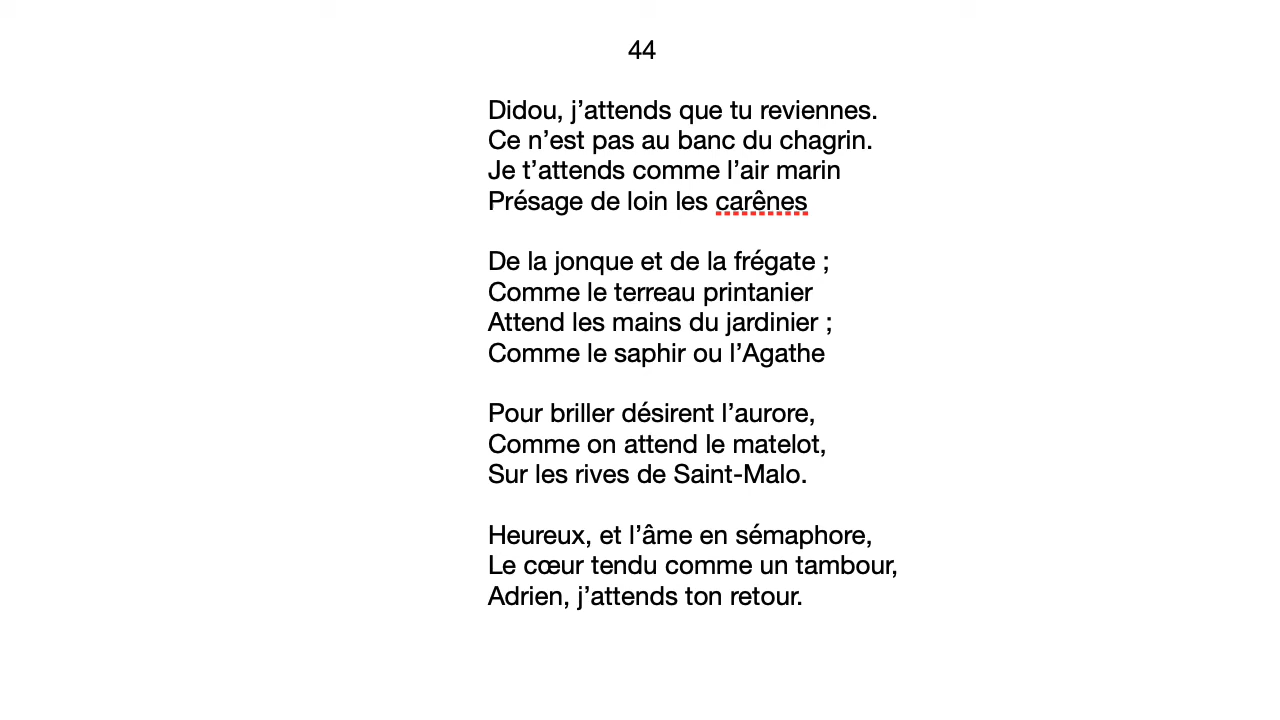 44
Didou, j’attends que tu reviennes.
Ce n’est pas au banc du chagrin.
Je t’attends comme l’air marin
Présage de loin les carênes
De la jonque et de la frégate ;
Comme le terreau printanier
Attend les mains du jardinier ;
Comme le saphir ou l’Agathe
Pour briller désirent l’aurore,
Comme on attend le matelot,
Sur les rives de Saint-Malo.
Heureux, et l’âme en sémaphore,
Le cœur tendu comme un tambour,
Adrien, j’attends ton retour.